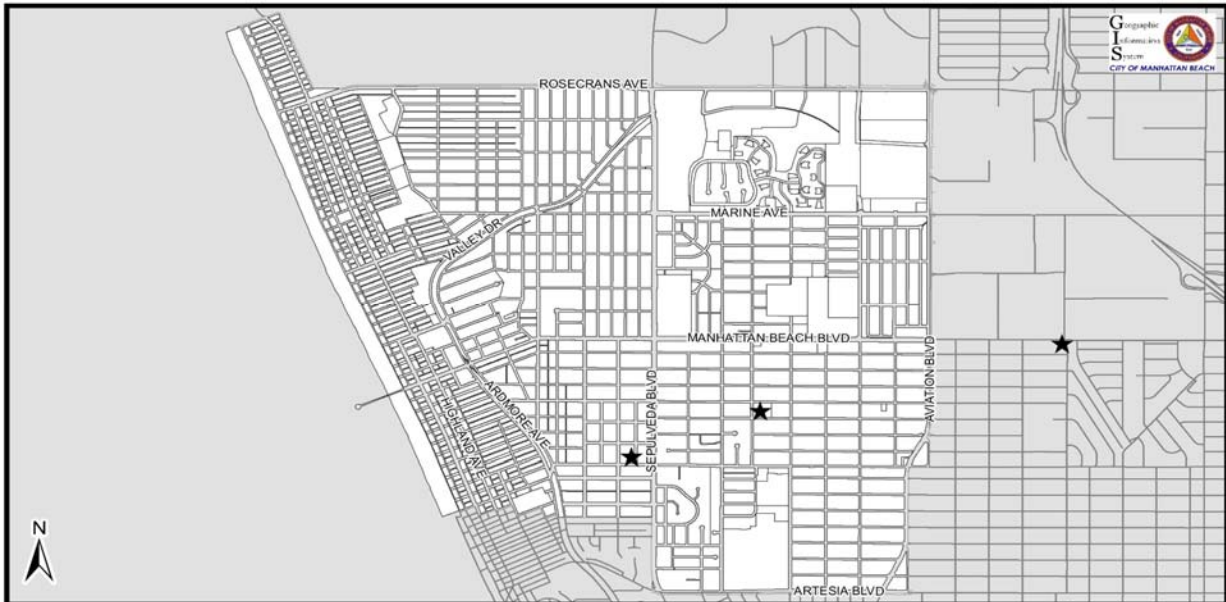 Geographic
Information
System
CITY OF MANHATTAN BEACH
ROSECRANS AVE
MARINE AVE
VALLEY DR
MANHATTAN BEACH BLVD
AVIATION BLVD
SEPULVEDA BLVD
ARDMORE AVE
HIGHLAND AVE
N
ARTESIA BLVD